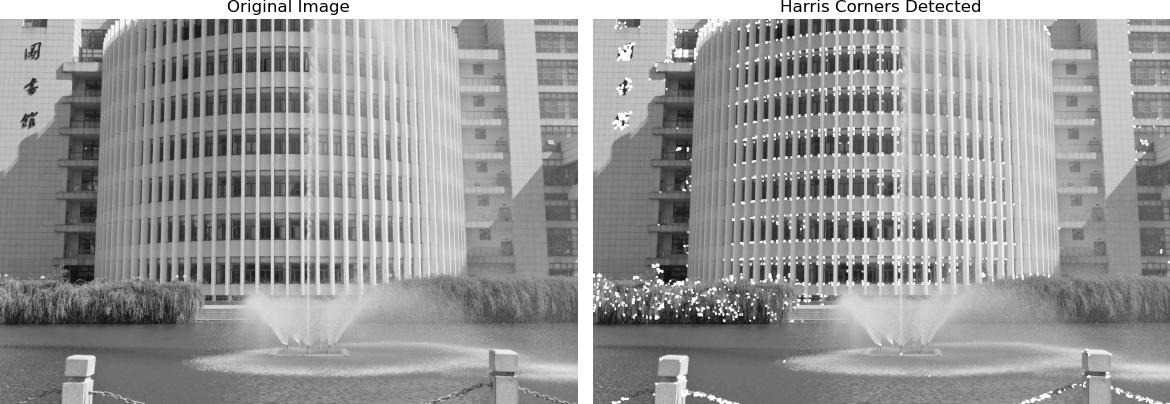 Original Image
Harris Corners Detected
图
书
馆